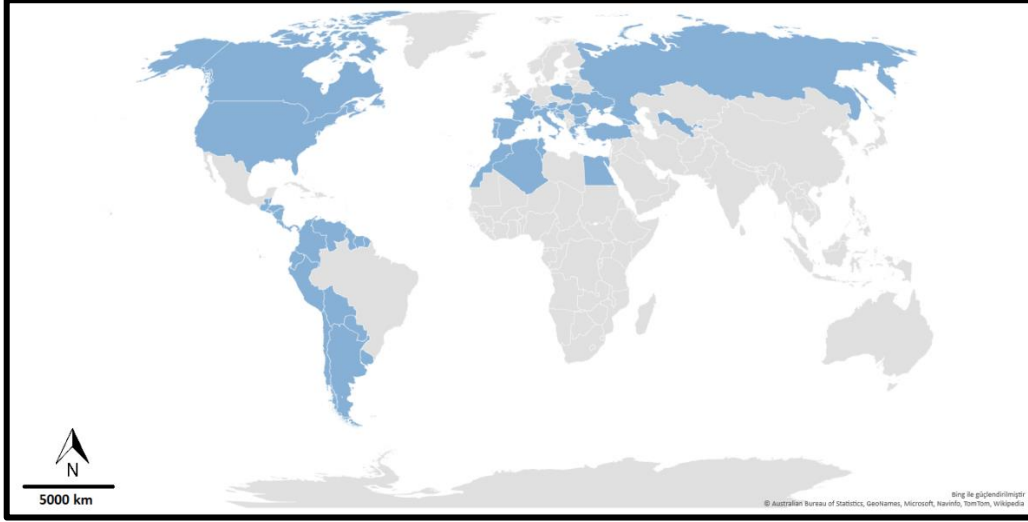 N
5000 km
Bing ile güçlendirilmiştir
© Australian Bureau of Statistics, GeoNames, Microsoft, Navinfo, TomTom, Wikipedia